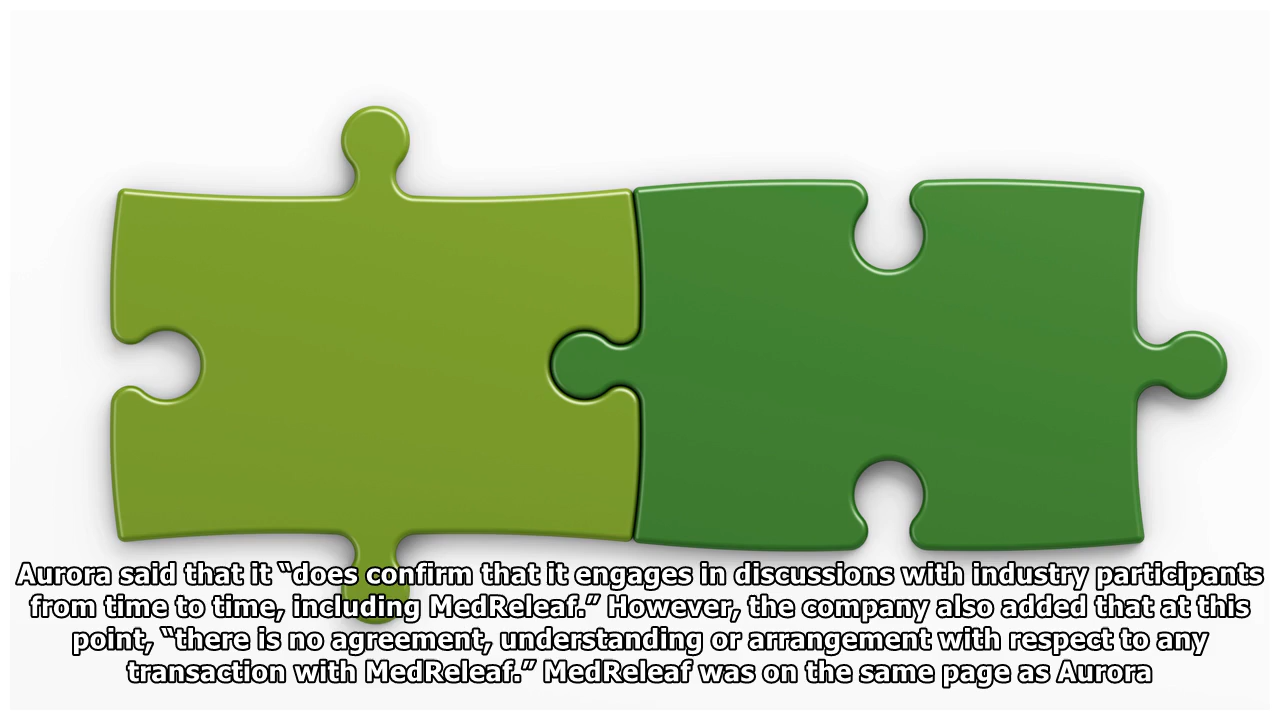 Aurora said that it “does confirm that it engages in discussions with industry participants
from time to time, including MedReleaf.” However, the company also added that at this
point, “there is no agreement, understanding or arrangement with respect to any
transaction with MedReleaf.” MedReleaf was on the same page as Aurora